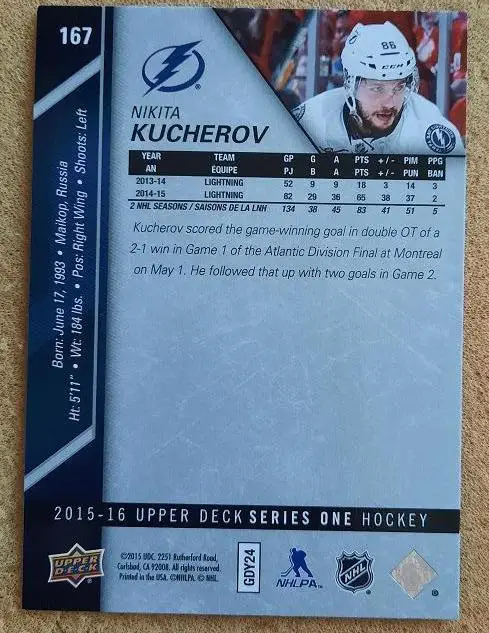 167
86
CCM
NIKITA
KUCHEROV
YEAR TEAM GP G A PTS +/- PIM PPG
AN ÉQUIPE PJ B A PTS +/- PUN BAN
2013-14 LIGHTNING 52 9 9 18 3 14 3
2014-15 LIGHTNING 82 29 36 65 38 37 2
2 NHL SEASONS / SAISONS DE LA LNH 134 38 45 83 41 51 5
Kucherov scored the game-winning goal in double OT of a
2-1 win in Game 1 of the Atlantic Division Final at Montreal
on May 1. He followed that up with two goals in Game 2.
Born: June 17, 1993 • Maikop, Russia
Ht: 5'11" • Wt: 184 lbs. • Pos: Right Wing • Shoots: Left
2015-16 UPPER DECK SERIES ONE HOCKEY
UPPER
DECK
©2015 UDC, 2251 Rutherford Road,
Carlsbad, CA 92008. All rights reserved.
Printed in the USA. ©NHLPA. © NHL.
GDY24
NHLPA
NHL